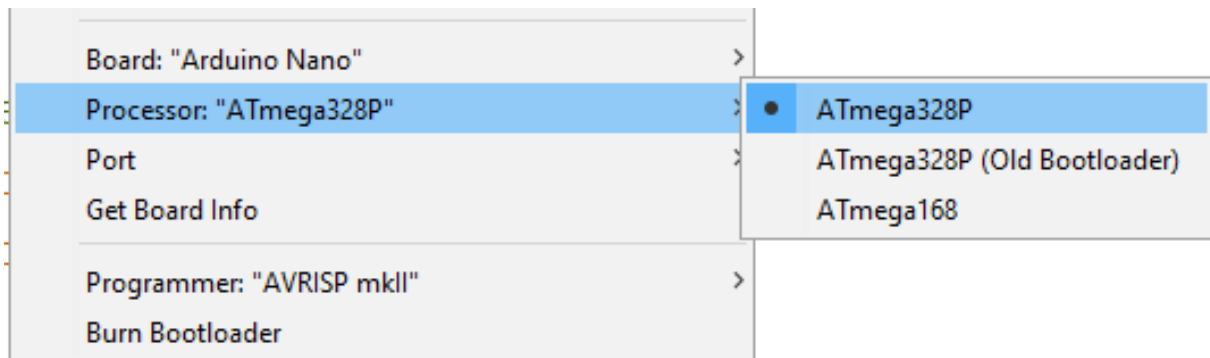 Board: "Arduino Nano"
Processor: "ATmega328P"
Port
Get Board Info
Programmer: "AVRISP mkII"
Burn Bootloader
ATmega328P
ATmega328P (Old Bootloader)
ATmega168